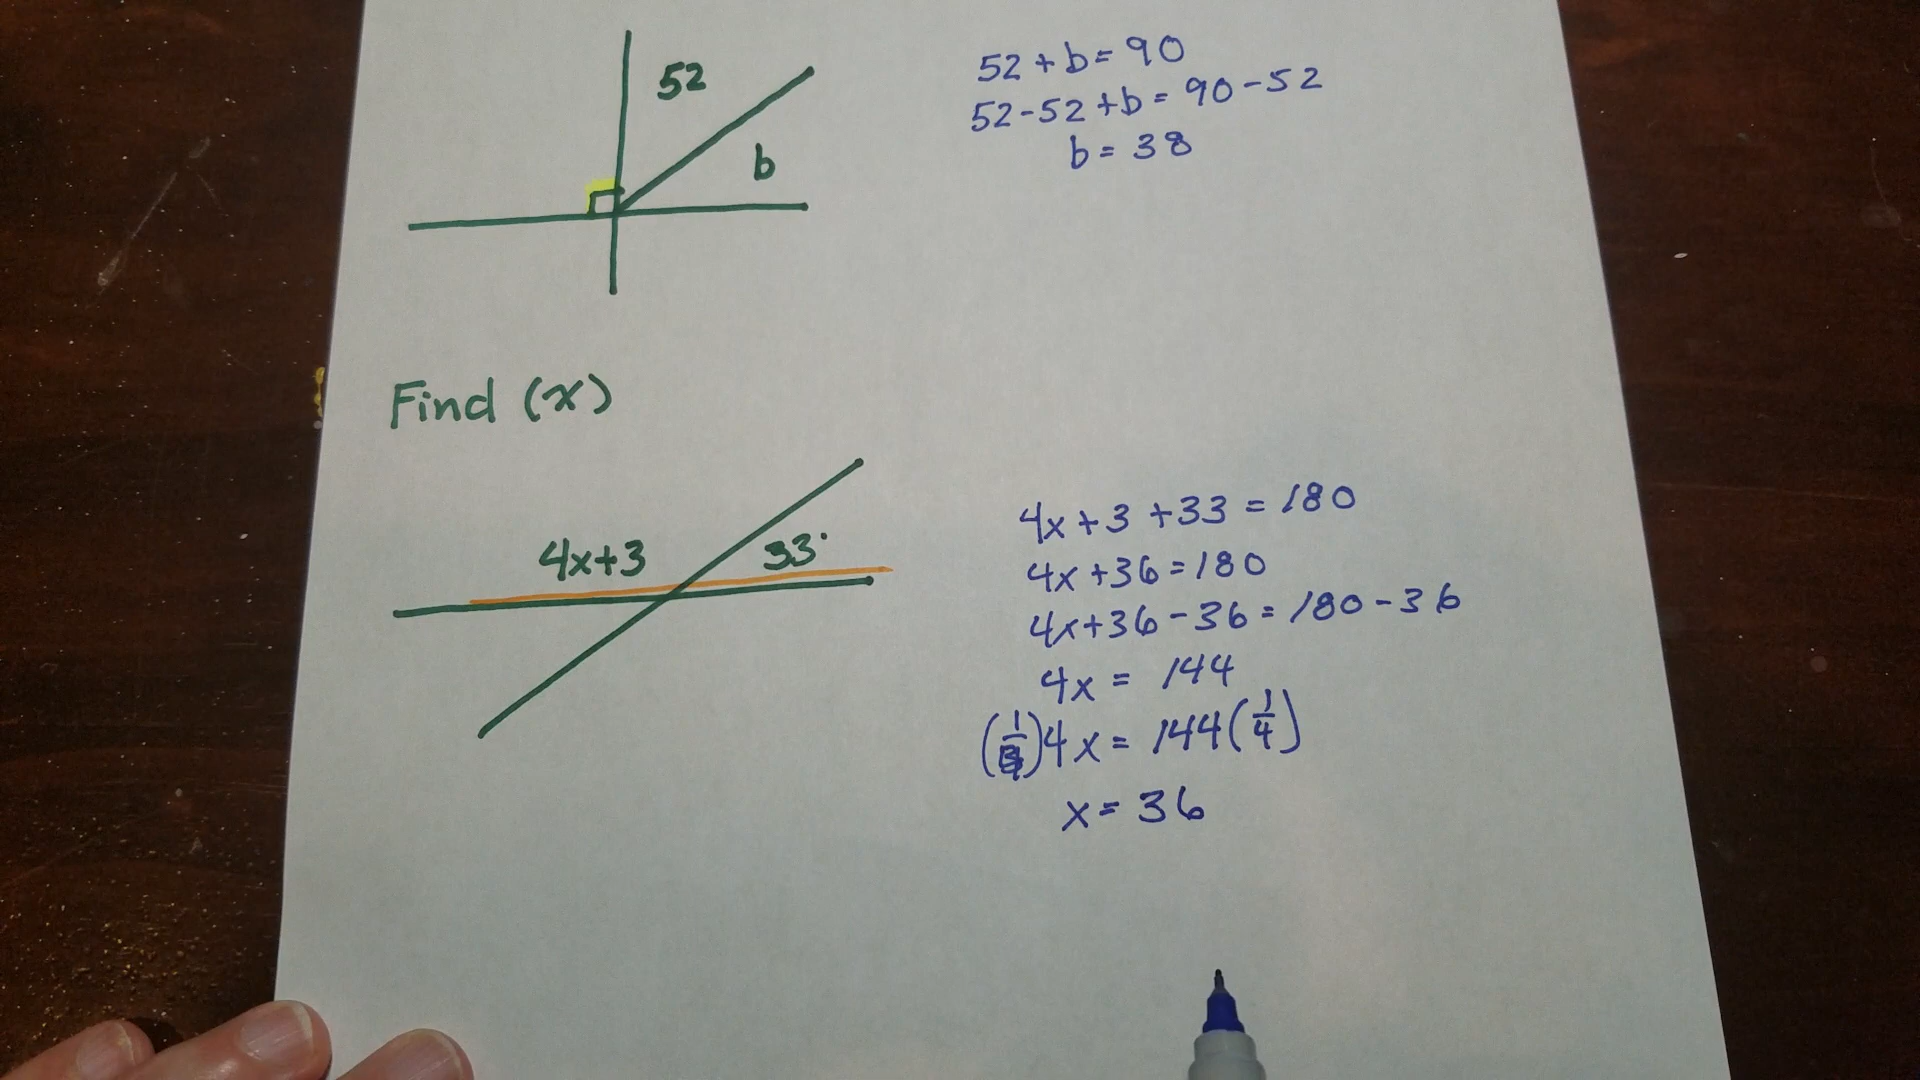 52
b
52 + b = 90
52 - 52 + b = 90 - 52
b = 38
Find (x)
4x+3
33°
4x + 3 + 33 = 180
4x + 36 = 180
4x + 36 - 36 = 180 - 36
4x = 144
(1/4) 4x = 144 (1/4)
x = 36